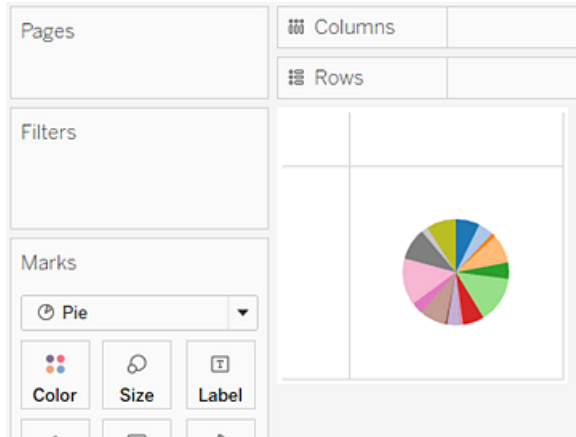 Pages
Columns
Rows
Filters
Marks
Pie
Color
Size
T
Label